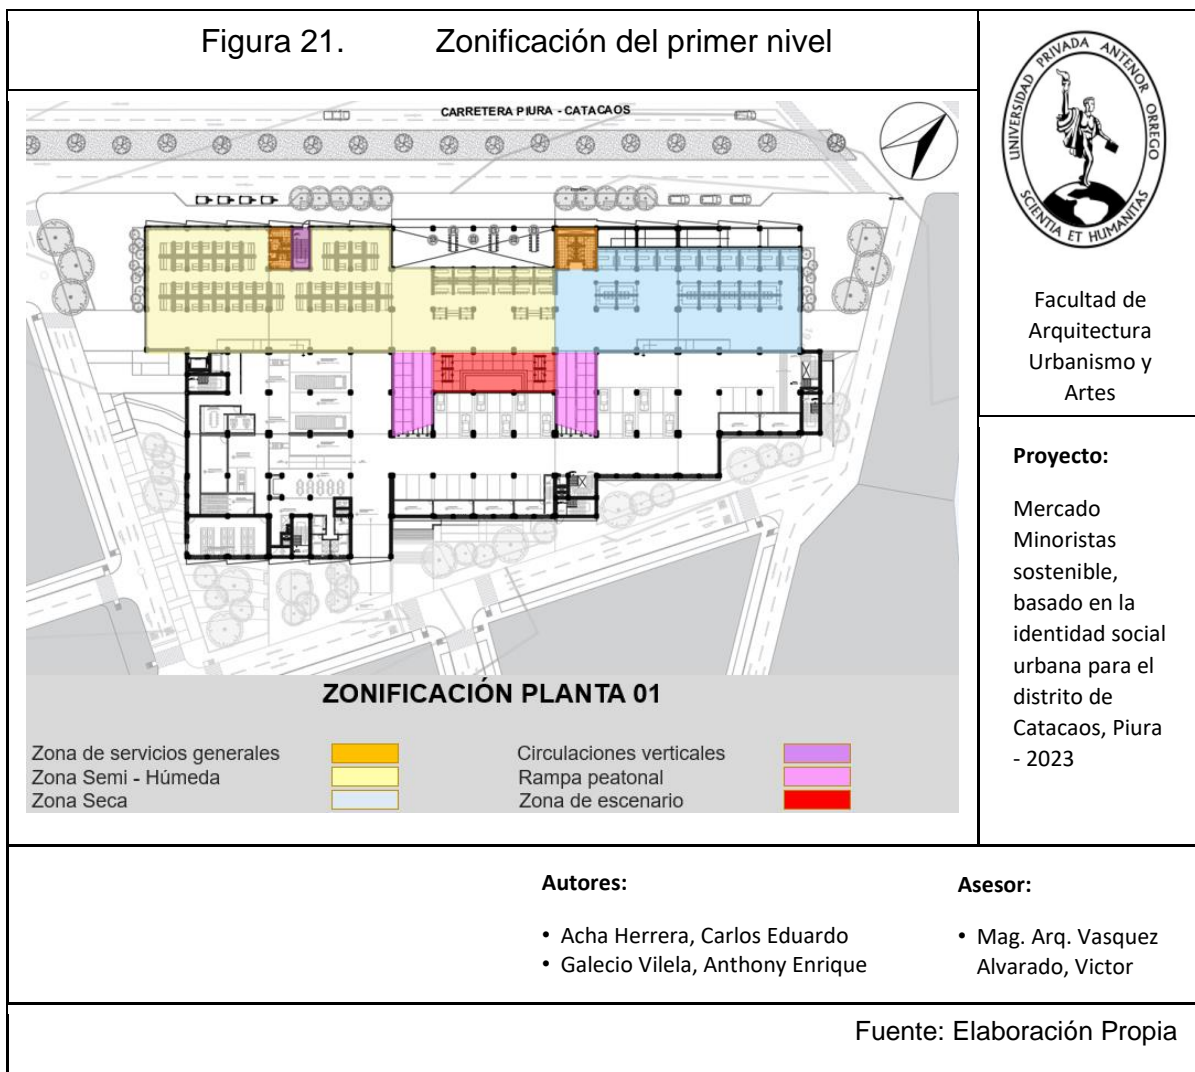 Figura 21. Zonificación del primer nivel
CARRETERA PIURA - CATACAOS
ZONIFICACIÓN PLANTA 01
Zona de servicios generales
Zona Semi - Húmeda
Zona Seca
Circulaciones verticales
Rampa peatonal
Zona de escenario
UNIVERSIDAD PRIVADA ANTENOR ORREGO
SCIENTIA ET HUMANITAS
Facultad de
Arquitectura
Urbanismo y
Artes
Proyecto:
Mercado
Minoristas
sostenible,
basado en la
identidad social
urbana para el
distrito de
Catacaos, Piura
- 2023
Autores:
• Acha Herrera, Carlos Eduardo
• Galecio Vilela, Anthony Enrique
Asesor:
• Mag. Arq. Vasquez
Alvarado, Victor
Fuente: Elaboración Propia